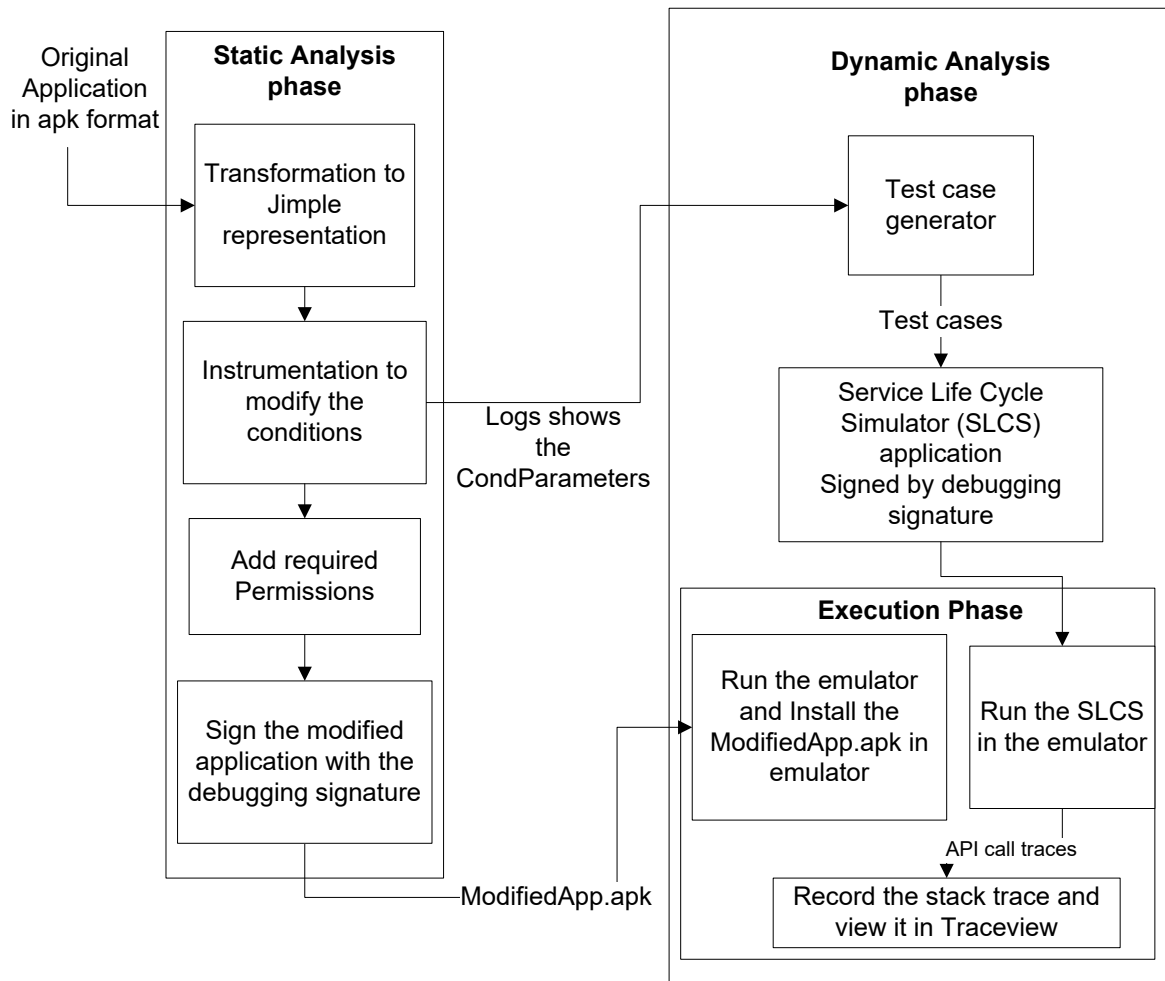 Original
Application
in apk format
Static Analysis
phase
Transformation to
Jimple
representation
Instrumentation to
modify the
conditions
Add required
Permissions
Sign the modified
application with the
debugging signature
Logs shows
the
CondParameters
ModifiedApp.apk
Dynamic Analysis
phase
Test case
generator
Test cases
Service Life Cycle
Simulator (SLCS)
application
Signed by debugging
signature
Execution Phase
Run the emulator
and Install the
ModifiedApp.apk in
emulator
Run the SLCS
in the emulator
API call traces
Record the stack trace and
view it in Traceview